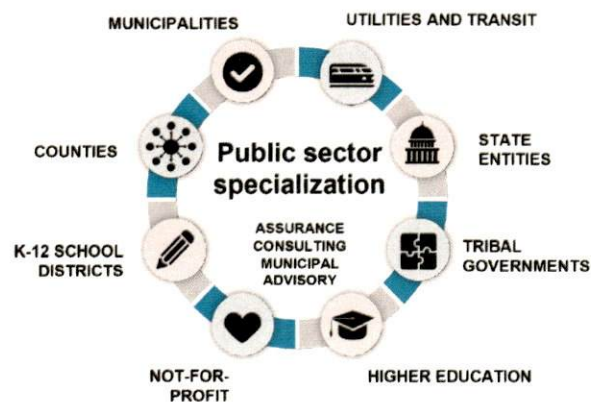 MUNICIPALITIES
UTILITIES AND TRANSIT
COUNTIES
Public sector
specialization
STATE
ENTITIES
K-12 SCHOOL
DISTRICTS
ASSURANCE
CONSULTING
MUNICIPAL
ADVISORY
TRIBAL
GOVERNMENTS
NOT-FOR-
PROFIT
HIGHER EDUCATION